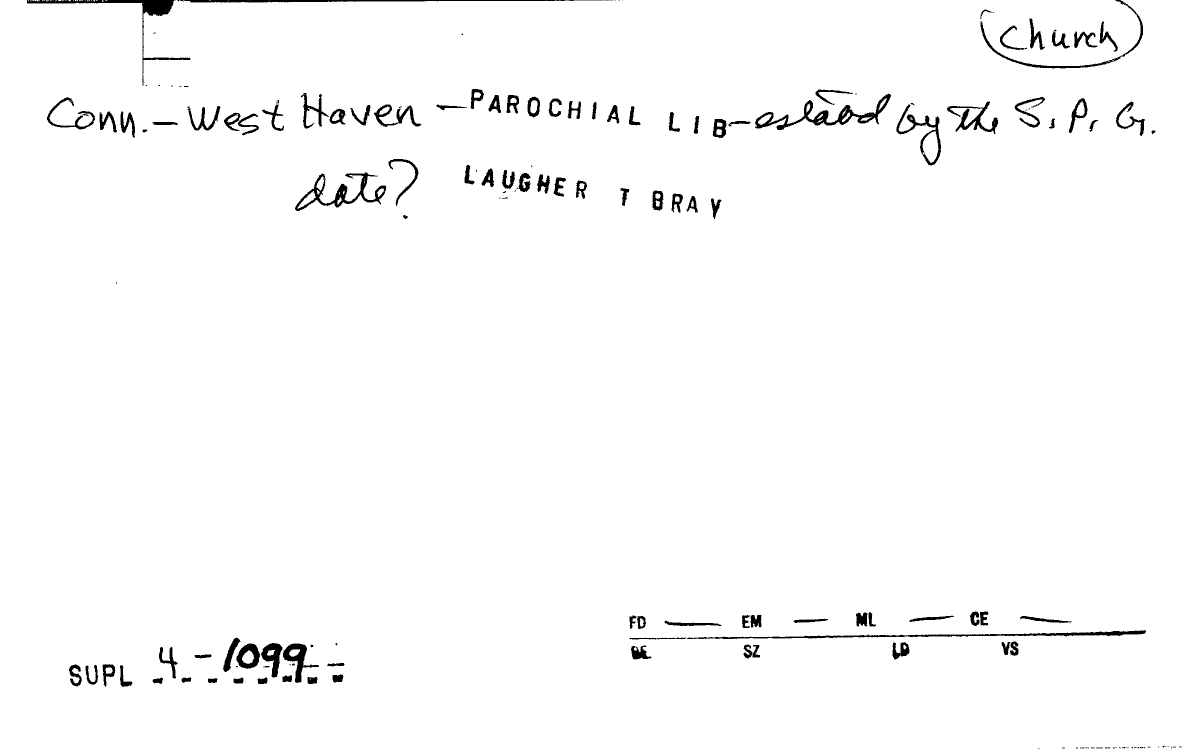 Church
Conn. – West Haven – PAROCHIAL LIB – estabd by the S. P. G.
date? LAUGHER T BRAY
FD — EM — ML — CE —
DE SZ LD VS
SUPL 4-1099--